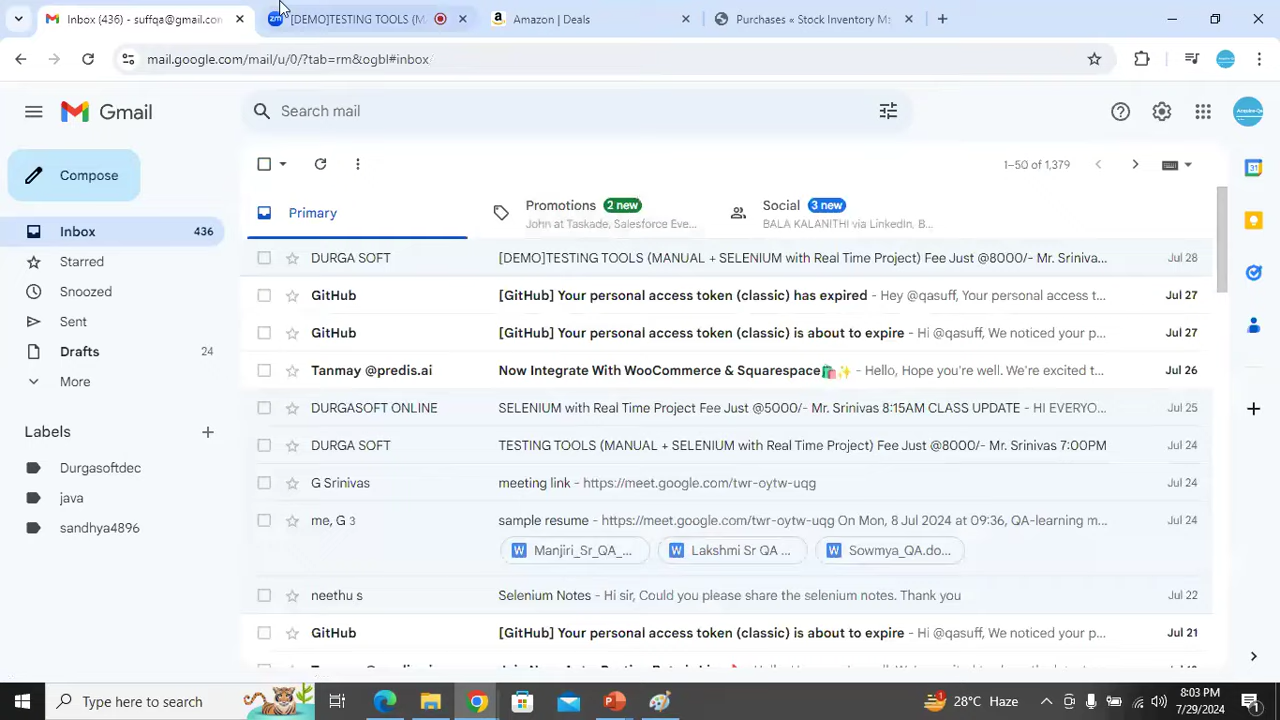 Inbox (436) - suffqa@gmail.con
zm [DEMO]TESTING TOOLS (M
Amazon | Deals
Purchases « Stock Inventory M
mail.google.com/mail/u/0/?tab=rm&ogbl#inbox
Gmail
Search mail
Compose
1–50 of 1,379
Primary
Promotions 2 new
John at Taskade, Salesforce Eve...
Social 3 new
BALA KALANITHI via LinkedIn, B...
Inbox 436
Starred
Snoozed
Sent
Drafts 24
More
Labels
Durgasoftdec
java
sandhya4896
DURGA SOFT [DEMO]TESTING TOOLS (MANUAL + SELENIUM with Real Time Project) Fee Just @8000/- Mr. Sriniva... Jul 28
GitHub [GitHub] Your personal access token (classic) has expired - Hey @qasuff, Your personal access t... Jul 27
GitHub [GitHub] Your personal access token (classic) is about to expire - Hi @qasuff, We noticed your p... Jul 27
Tanmay @predis.ai Now Integrate With WooCommerce & Squarespace🛍️✨ - Hello, Hope you're well. We're excited t... Jul 26
DURGASOFT ONLINE SELENIUM with Real Time Project Fee Just @5000/- Mr. Srinivas 8:15AM CLASS UPDATE - HI EVERYO... Jul 25
DURGA SOFT TESTING TOOLS (MANUAL + SELENIUM with Real Time Project) Fee Just @8000/- Mr. Srinivas 7:00PM Jul 24
G Srinivas meeting link - https://meet.google.com/twr-oytw-uqg Jul 24
me, G 3 sample resume - https://meet.google.com/twr-oytw-uqg On Mon, 8 Jul 2024 at 09:36, QA-learning m... Jul 24
W Manjiri_Sr_QA_... W Lakshmi Sr QA ... W Sowmya_QA.do...
neethu s Selenium Notes - Hi sir, Could you please share the selenium notes. Thank you Jul 22
GitHub [GitHub] Your personal access token (classic) is about to expire - Hi @qasuff, We noticed your p... Jul 21
Type here to search
28°C Haze
8:03 PM
7/29/2024